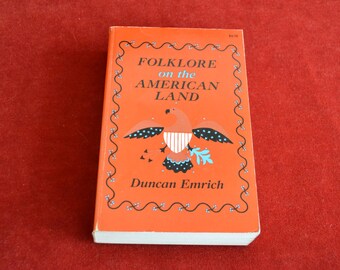 FOLKLORE
on the
AMERICAN
LAND
Duncan Emrich